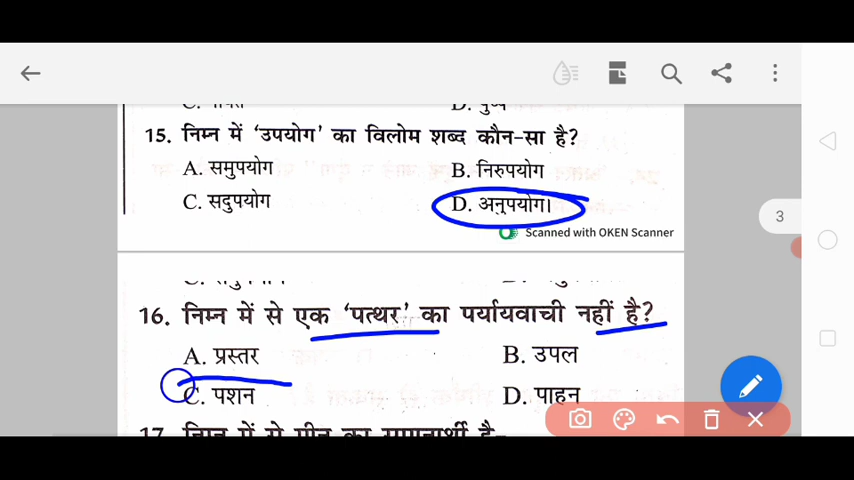 15. निम्न में ‘उपयोग’ का विलोम शब्द कौन-सा है?
A. समुपयोग B. निरुपयोग
C. सदुपयोग D. अनुपयोग।
3
Scanned with OKEN Scanner
16. निम्न में से एक ‘पत्थर’ का पर्यायवाची नहीं है?
A. प्रस्तर B. उपल
C. पशन D. पाहन
17. निम्न में से